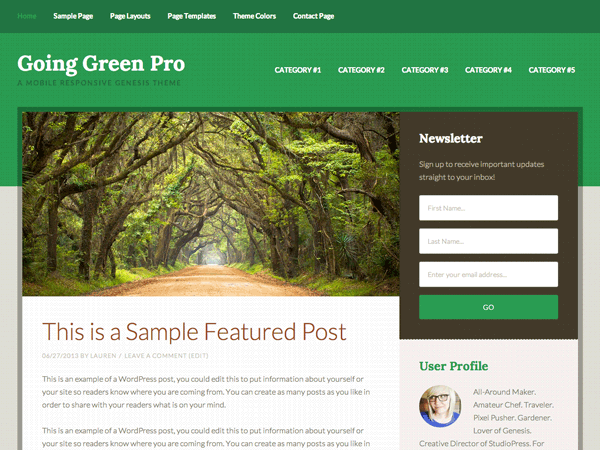 Home Sample Page Page Layouts Page Templates Theme Colors Contact Page
Going Green Pro
A MOBILE RESPONSIVE GENESIS THEME
CATEGORY #1 CATEGORY #2 CATEGORY #3 CATEGORY #4 CATEGORY #5
Newsletter
Sign up to receive important updates
straight to your inbox!
First Name...
Last Name...
Enter your email address...
GO
This is a Sample Featured Post
06/27/2013 BY LAUREN / LEAVE A COMMENT (EDIT)
This is an example of a WordPress post, you could edit this to put information about yourself or
your site so readers know where you are coming from. You can create as many posts as you like in
order to share with your readers what is on your mind.
This is an example of a WordPress post, you could edit this to put information about yourself or
your site so readers know where you are coming from. You can create as many posts as you like in
User Profile
All-Around Maker.
Amateur Chef. Traveler.
Pixel Pusher. Gardener.
Lover of Genesis.
Creative Director of StudioPress. For